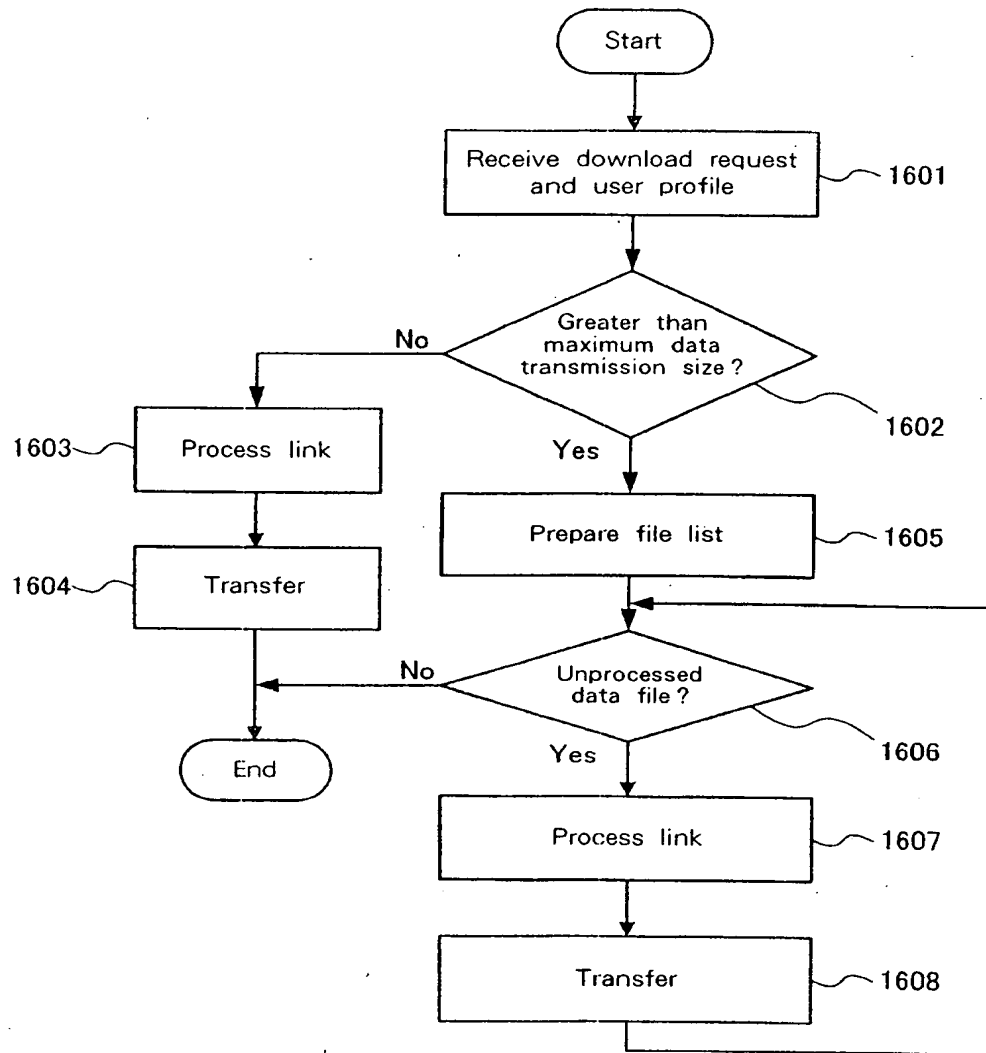 Start
Receive download request
and user profile
1601
Greater than
maximum data
transmission size?
1602
No
Yes
Process link
1603
Transfer
1604
Prepare file list
1605
Unprocessed
data file?
1606
No
Yes
End
Process link
1607
Transfer
1608